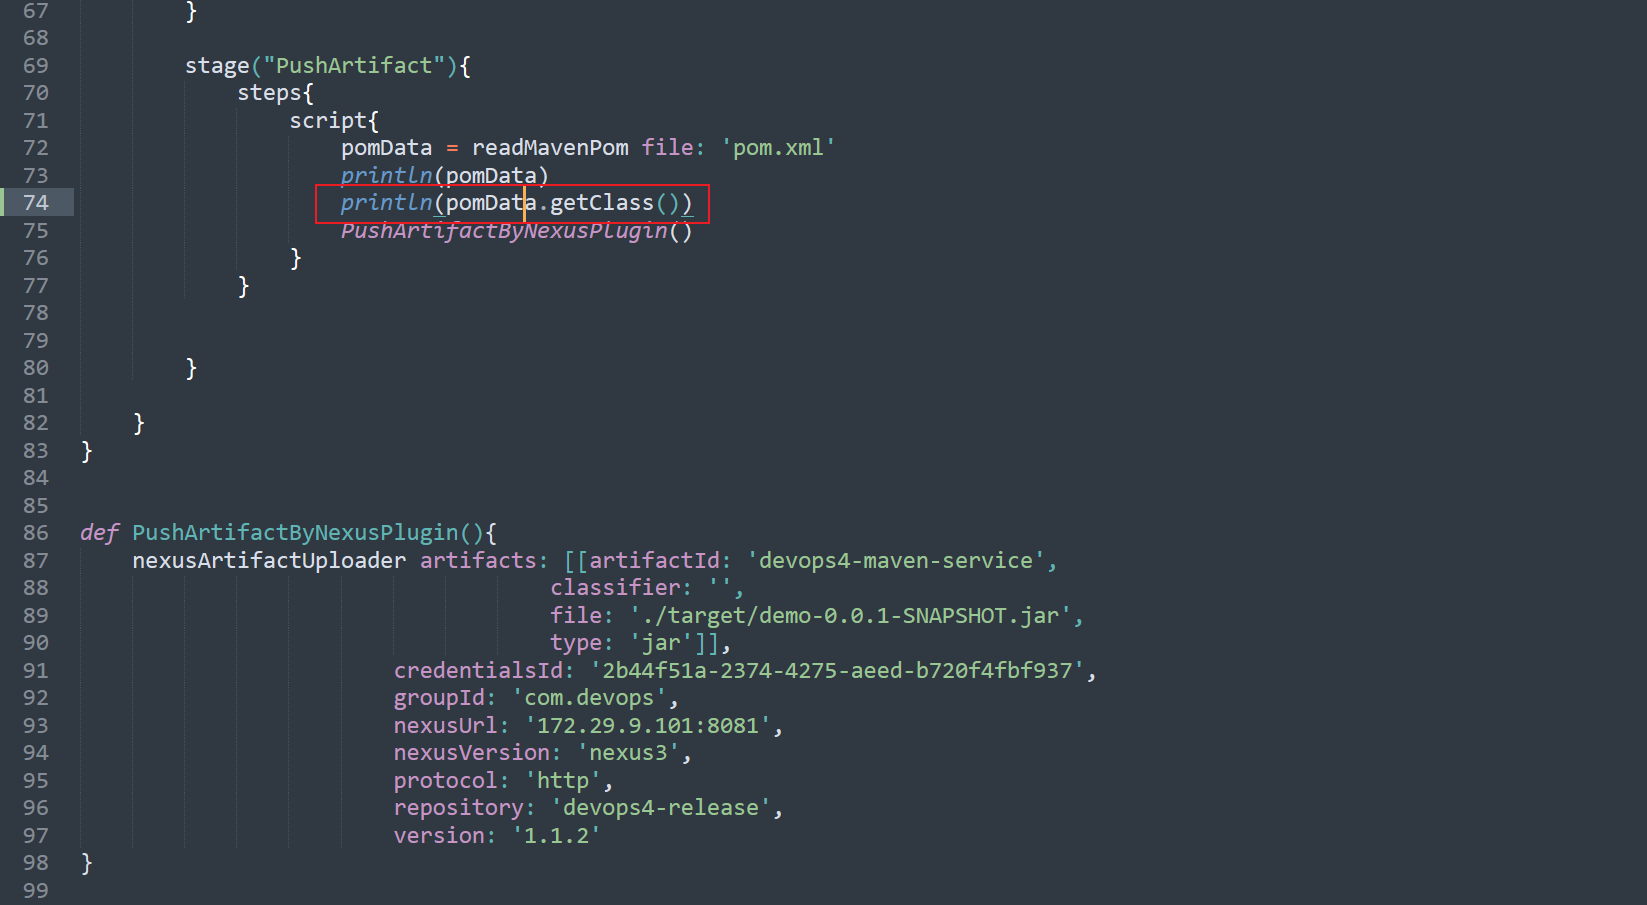 67 }
68
69 stage("PushArtifact"){
70 steps{
71 script{
72 pomData = readMavenPom file: 'pom.xml'
73 println(pomData)
74 println(pomData.getClass())
75 PushArtifactByNexusPlugin()
76 }
77 }
78
79
80 }
81
82 }
83 }
84
85
86 def PushArtifactByNexusPlugin(){
87 nexusArtifactUploader artifacts: [[artifactId: 'devops4-maven-service',
88 classifier: '',
89 file: './target/demo-0.0.1-SNAPSHOT.jar',
90 type: 'jar']],
91 credentialsId: '2b44f51a-2374-4275-aeed-b720f4fbf937',
92 groupId: 'com.devops',
93 nexusUrl: '172.29.9.101:8081',
94 nexusVersion: 'nexus3',
95 protocol: 'http',
96 repository: 'devops4-release',
97 version: '1.1.2'
98 }
99